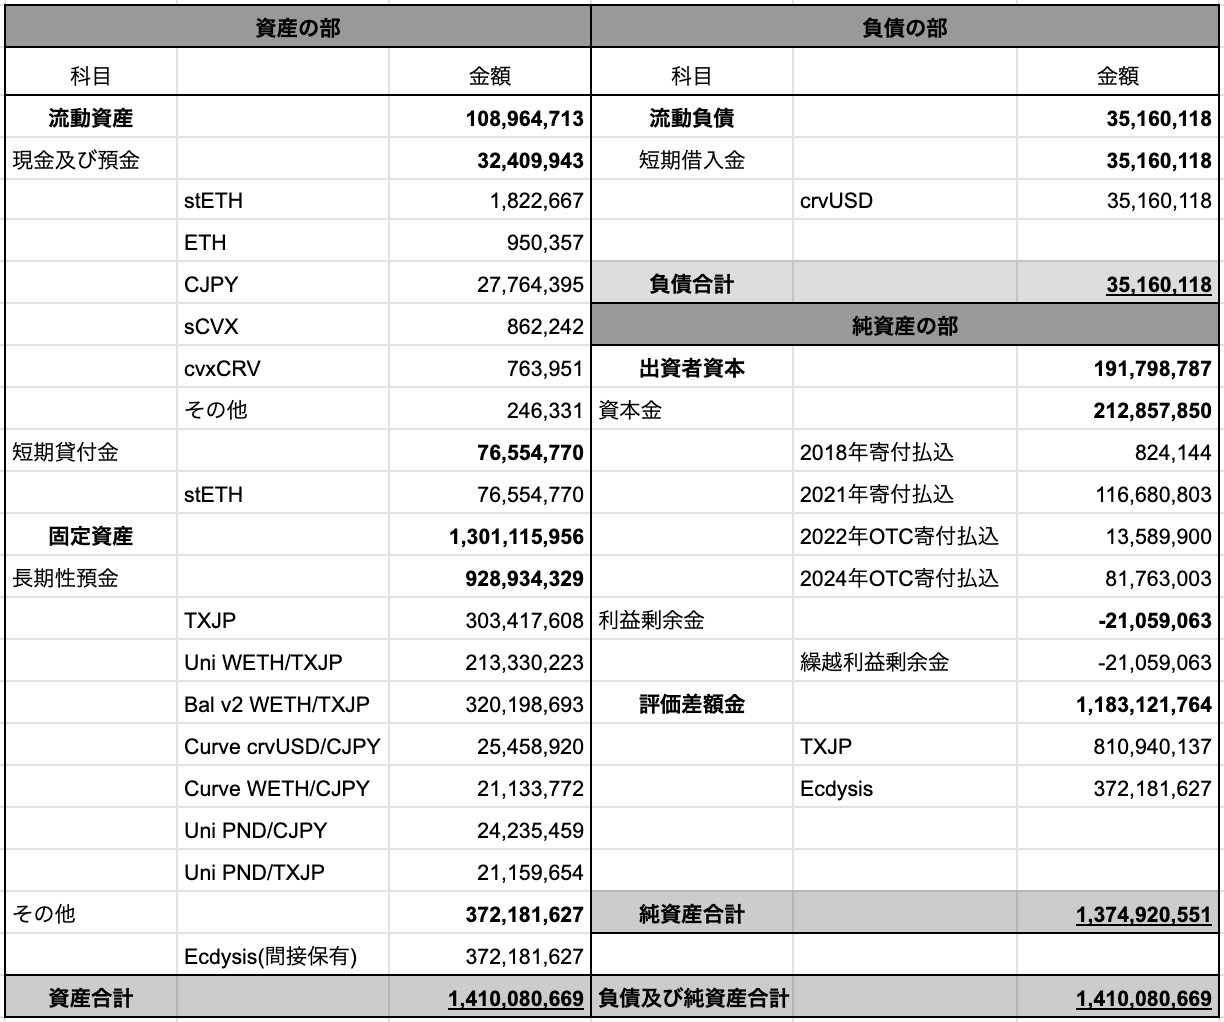 資産の部 負債の部
科目 金額 科目 金額
流動資産 108,964,713 流動負債 35,160,118
現金及び預金 32,409,943 短期借入金 35,160,118
stETH 1,822,667 crvUSD 35,160,118
ETH 950,357
CJPY 27,764,395 負債合計 35,160,118
sCVX 862,242 純資産の部
cvxCRV 763,951 出資者資本 191,798,787
その他 246,331 資本金 212,857,850
短期貸付金 76,554,770 2018年寄付払込 824,144
stETH 76,554,770 2021年寄付払込 116,680,803
固定資産 1,301,115,956 2022年OTC寄付払込 13,589,900
長期性預金 928,934,329 2024年OTC寄付払込 81,763,003
TXJP 303,417,608 利益剰余金 -21,059,063
Uni WETH/TXJP 213,330,223 繰越利益剰余金 -21,059,063
Bal v2 WETH/TXJP 320,198,693 評価差額金 1,183,121,764
Curve crvUSD/CJPY 25,458,920 TXJP 810,940,137
Curve WETH/CJPY 21,133,772 Ecdysis 372,181,627
Uni PND/CJPY 24,235,459
Uni PND/TXJP 21,159,654
その他 372,181,627 純資産合計 1,374,920,551
Ecdysis(間接保有) 372,181,627
資産合計 1,410,080,669 負債及び純資産合計 1,410,080,669